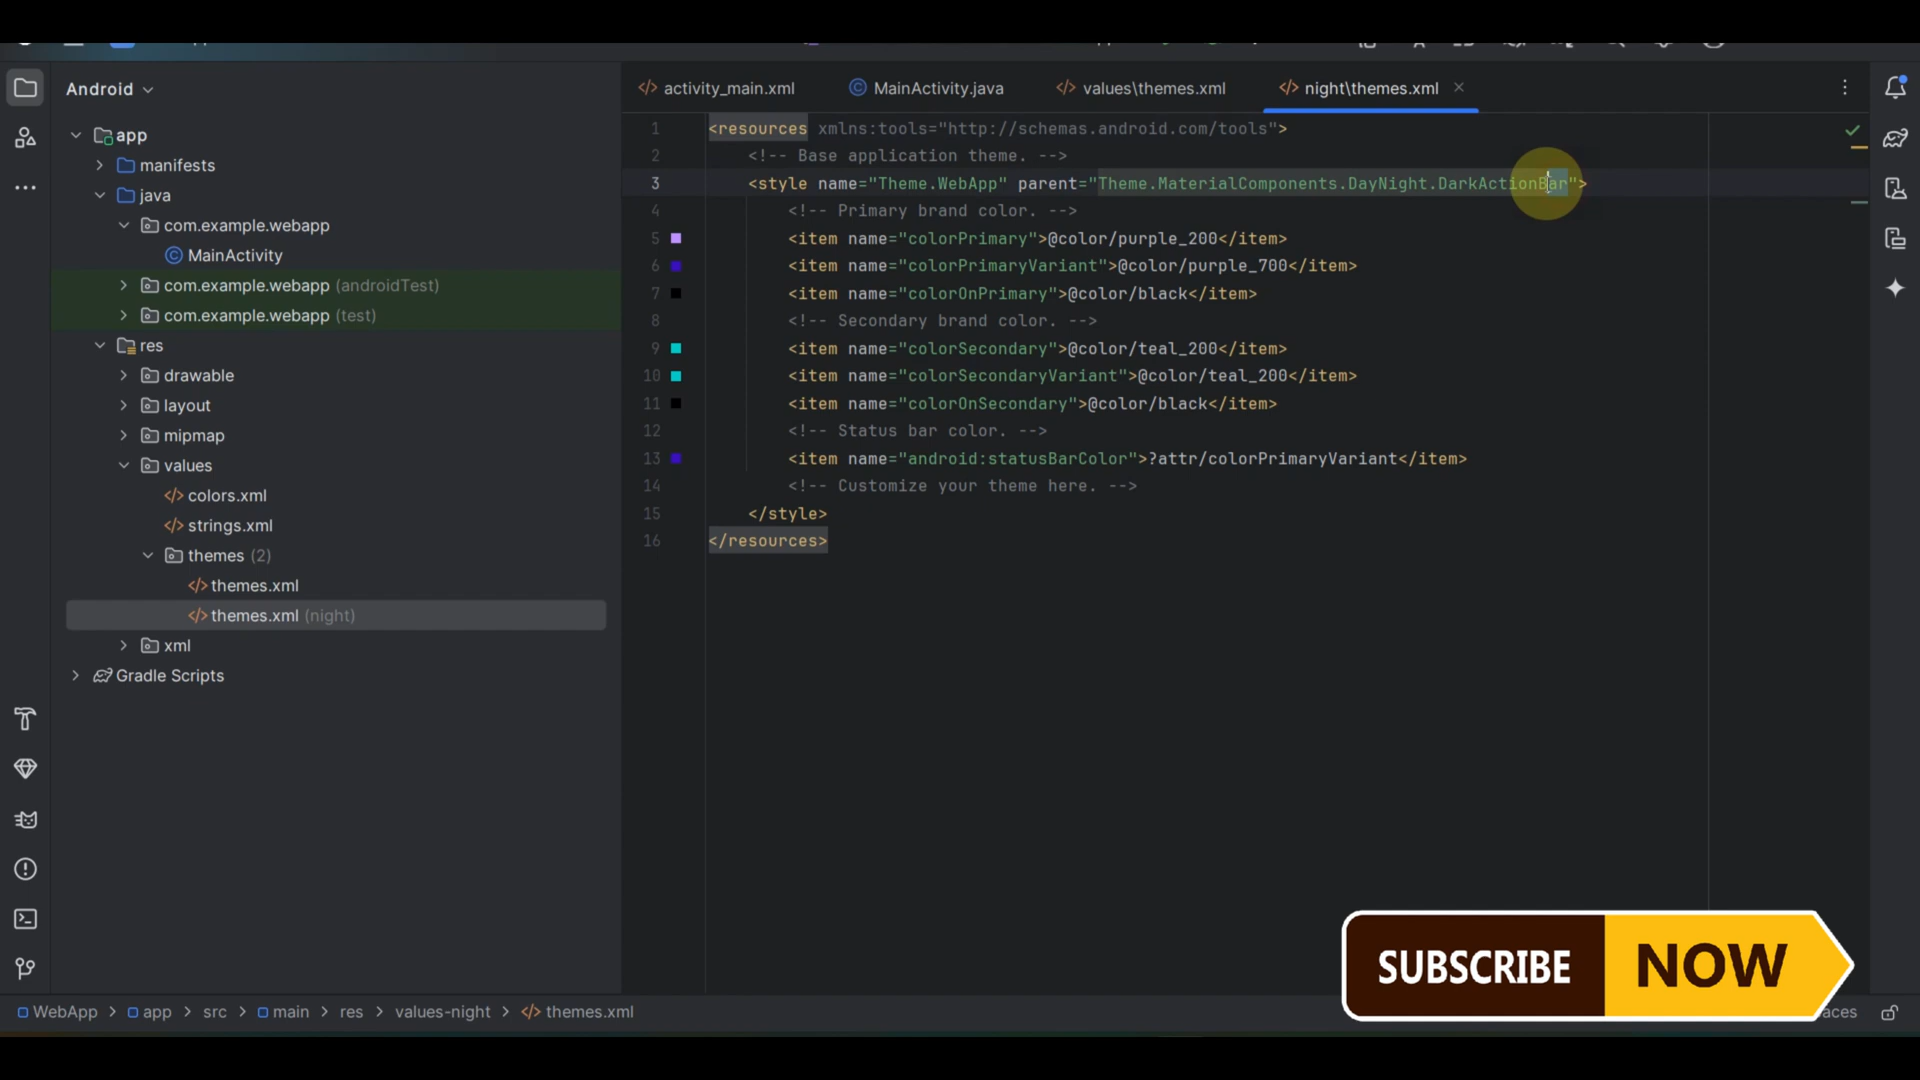 Android
activity_main.xml
MainActivity.java
values\themes.xml
night\themes.xml
app
manifests
java
com.example.webapp
MainActivity
com.example.webapp (androidTest)
com.example.webapp (test)
res
drawable
layout
mipmap
values
colors.xml
strings.xml
themes (2)
themes.xml
themes.xml (night)
xml
Gradle Scripts
1 <resources xmlns:tools="http://schemas.android.com/tools">
2 <!-- Base application theme. -->
3 <style name="Theme.WebApp" parent="Theme.MaterialComponents.DayNight.DarkActionBar">
4 <!-- Primary brand color. -->
5 <item name="colorPrimary">@color/purple_200</item>
6 <item name="colorPrimaryVariant">@color/purple_700</item>
7 <item name="colorOnPrimary">@color/black</item>
8 <!-- Secondary brand color. -->
9 <item name="colorSecondary">@color/teal_200</item>
10 <item name="colorSecondaryVariant">@color/teal_200</item>
11 <item name="colorOnSecondary">@color/black</item>
12 <!-- Status bar color. -->
13 <item name="android:statusBarColor">?attr/colorPrimaryVariant</item>
14 <!-- Customize your theme here. -->
15 </style>
16 </resources>
SUBSCRIBE NOW
WebApp > app > src > main > res > values-night > themes.xml